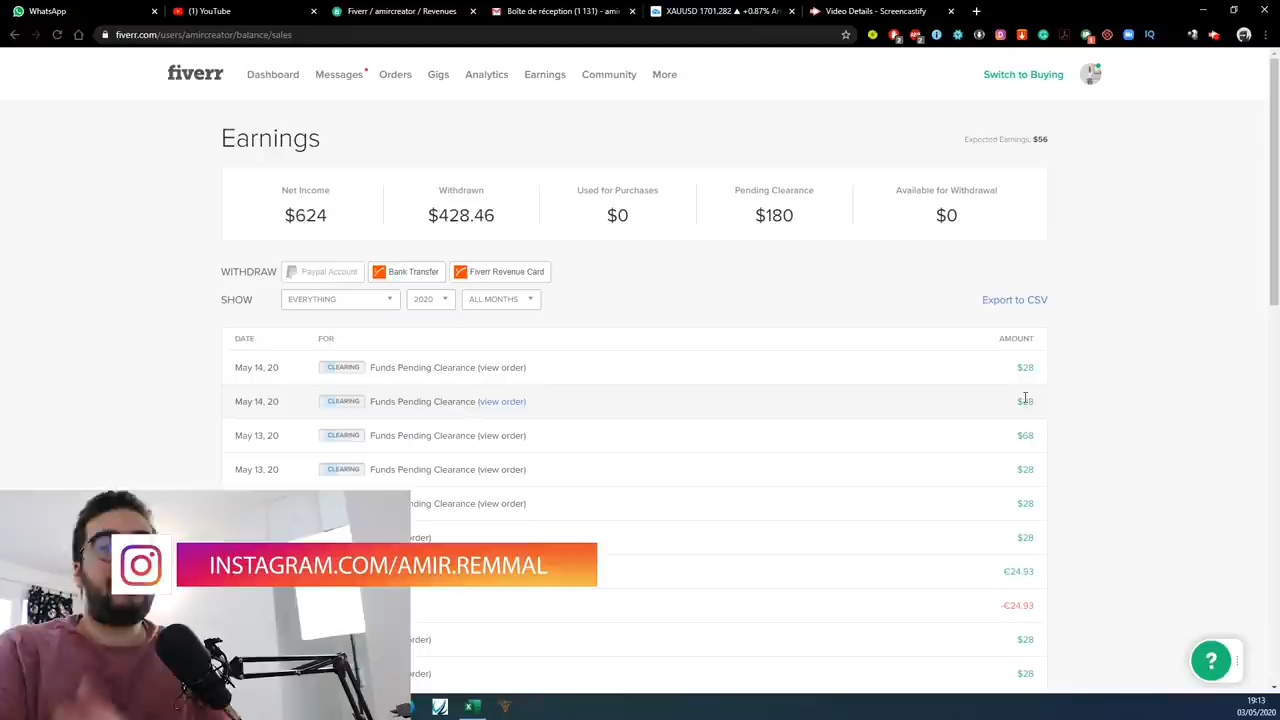 WhatsApp
(1) YouTube
Fiverr / amircreator / Revenues
Boîte de réception (1 131) - amir
XAUUSD 1701.282 ▲ +0.87% An
Video Details - Screencastify
fiverr.com/users/amircreator/balance/sales
fiverr
Dashboard
Messages
Orders
Gigs
Analytics
Earnings
Community
More
Switch to Buying
Earnings
Expected Earnings: $56
Net Income
$624
Withdrawn
$428.46
Used for Purchases
$0
Pending Clearance
$180
Available for Withdrawal
$0
WITHDRAW
Paypal Account
Bank Transfer
Fiverr Revenue Card
SHOW
EVERYTHING
2020
ALL MONTHS
Export to CSV
DATE
FOR
AMOUNT
May 14, 20 CLEARING Funds Pending Clearance (view order) $28
May 14, 20 CLEARING Funds Pending Clearance (view order) $28
May 13, 20 CLEARING Funds Pending Clearance (view order) $68
May 13, 20 CLEARING Funds Pending Clearance (view order) $28
nding Clearance (view order) $28
order) $28
€24.93
-€24.93
order) $28
order) $28
INSTAGRAM.COM/AMIR.REMMAL
?
19:13
03/05/2020